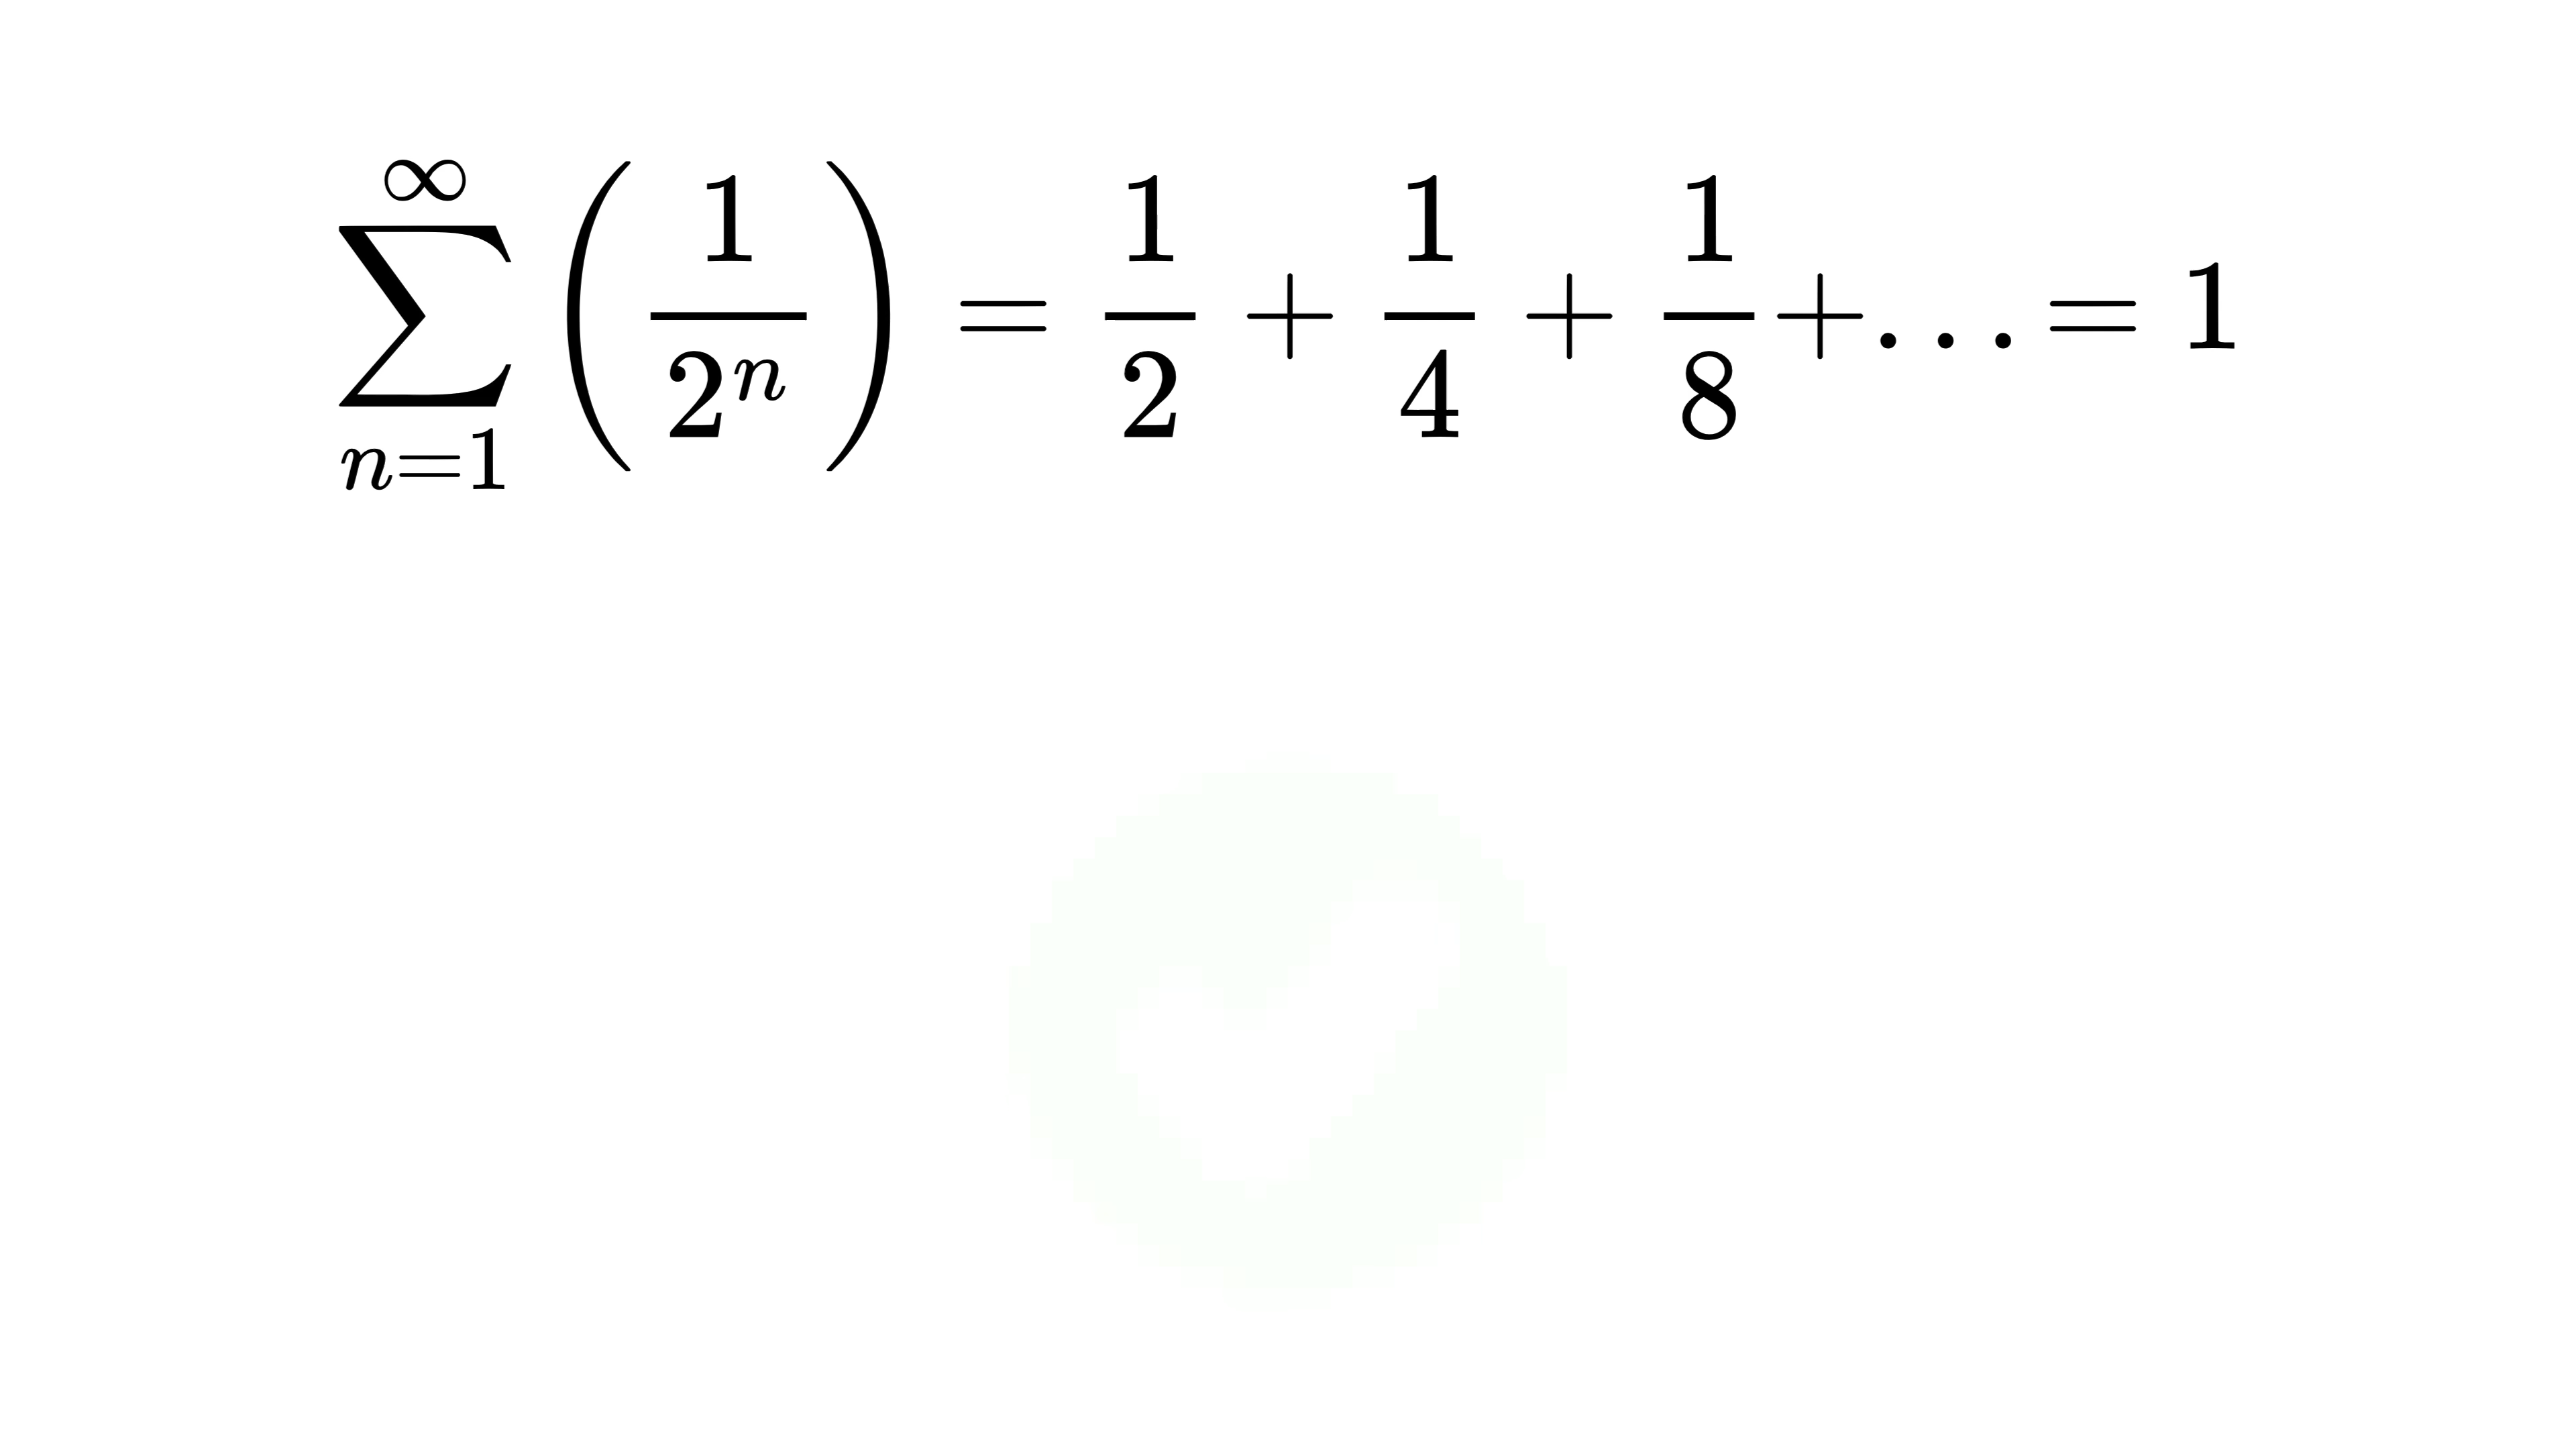 ∑_{n=1}^{∞} (1/2^n) = 1/2 + 1/4 + 1/8 + ... = 1